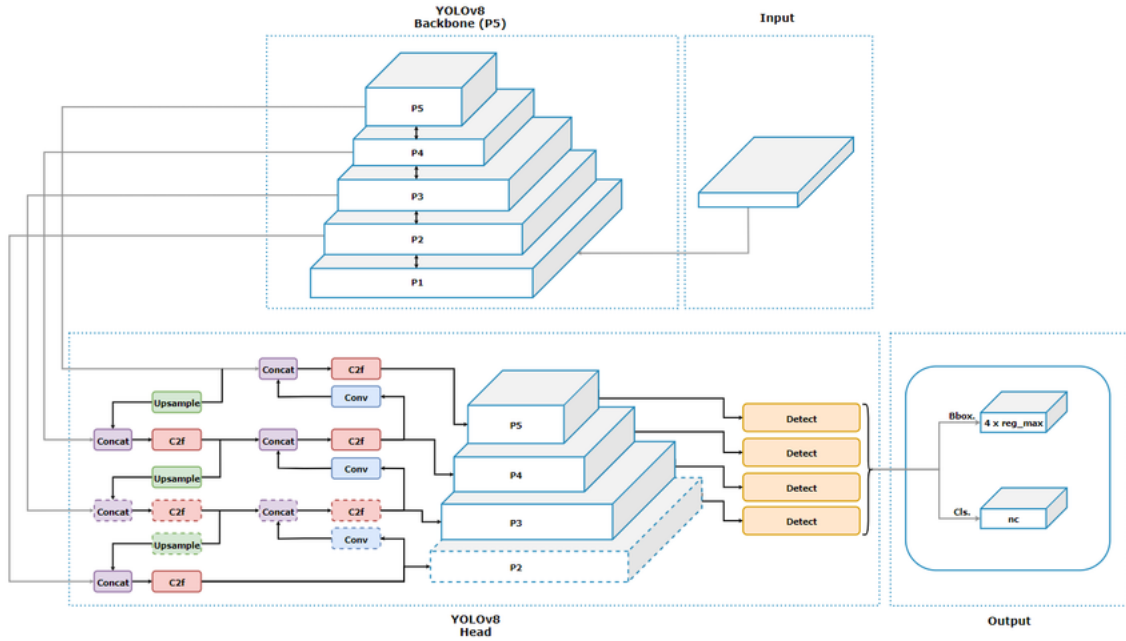 YOLOv8
Backbone (P5)
Input
P5
P4
P3
P2
P1
Concat
C2f
Upsample
Conv
Concat
C2f
Concat
C2f
Upsample
Conv
Concat
C2f
Concat
C2f
Upsample
Conv
Concat
C2f
P5
P4
P3
P2
Detect
Detect
Detect
Detect
Bbox.
4 x reg_max
Cls.
nc
YOLOv8
Head
Output